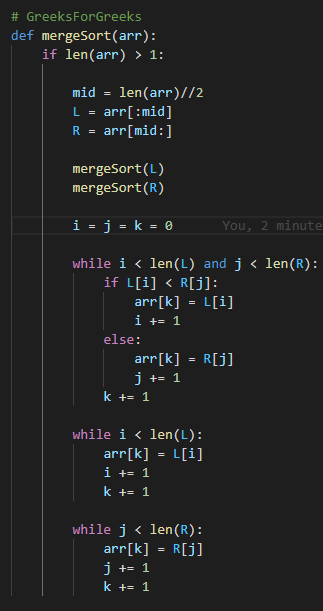 # GreeksForGreeks
def mergeSort(arr):
    if len(arr) > 1:
        mid = len(arr)//2
        L = arr[:mid]
        R = arr[mid:]
        mergeSort(L)
        mergeSort(R)
        i = j = k = 0      You, 2 minute
        while i < len(L) and j < len(R):
            if L[i] < R[j]:
                arr[k] = L[i]
                i += 1
            else:
                arr[k] = R[j]
                j += 1
            k += 1
        while i < len(L):
            arr[k] = L[i]
            i += 1
            k += 1
        while j < len(R):
            arr[k] = R[j]
            j += 1
            k += 1